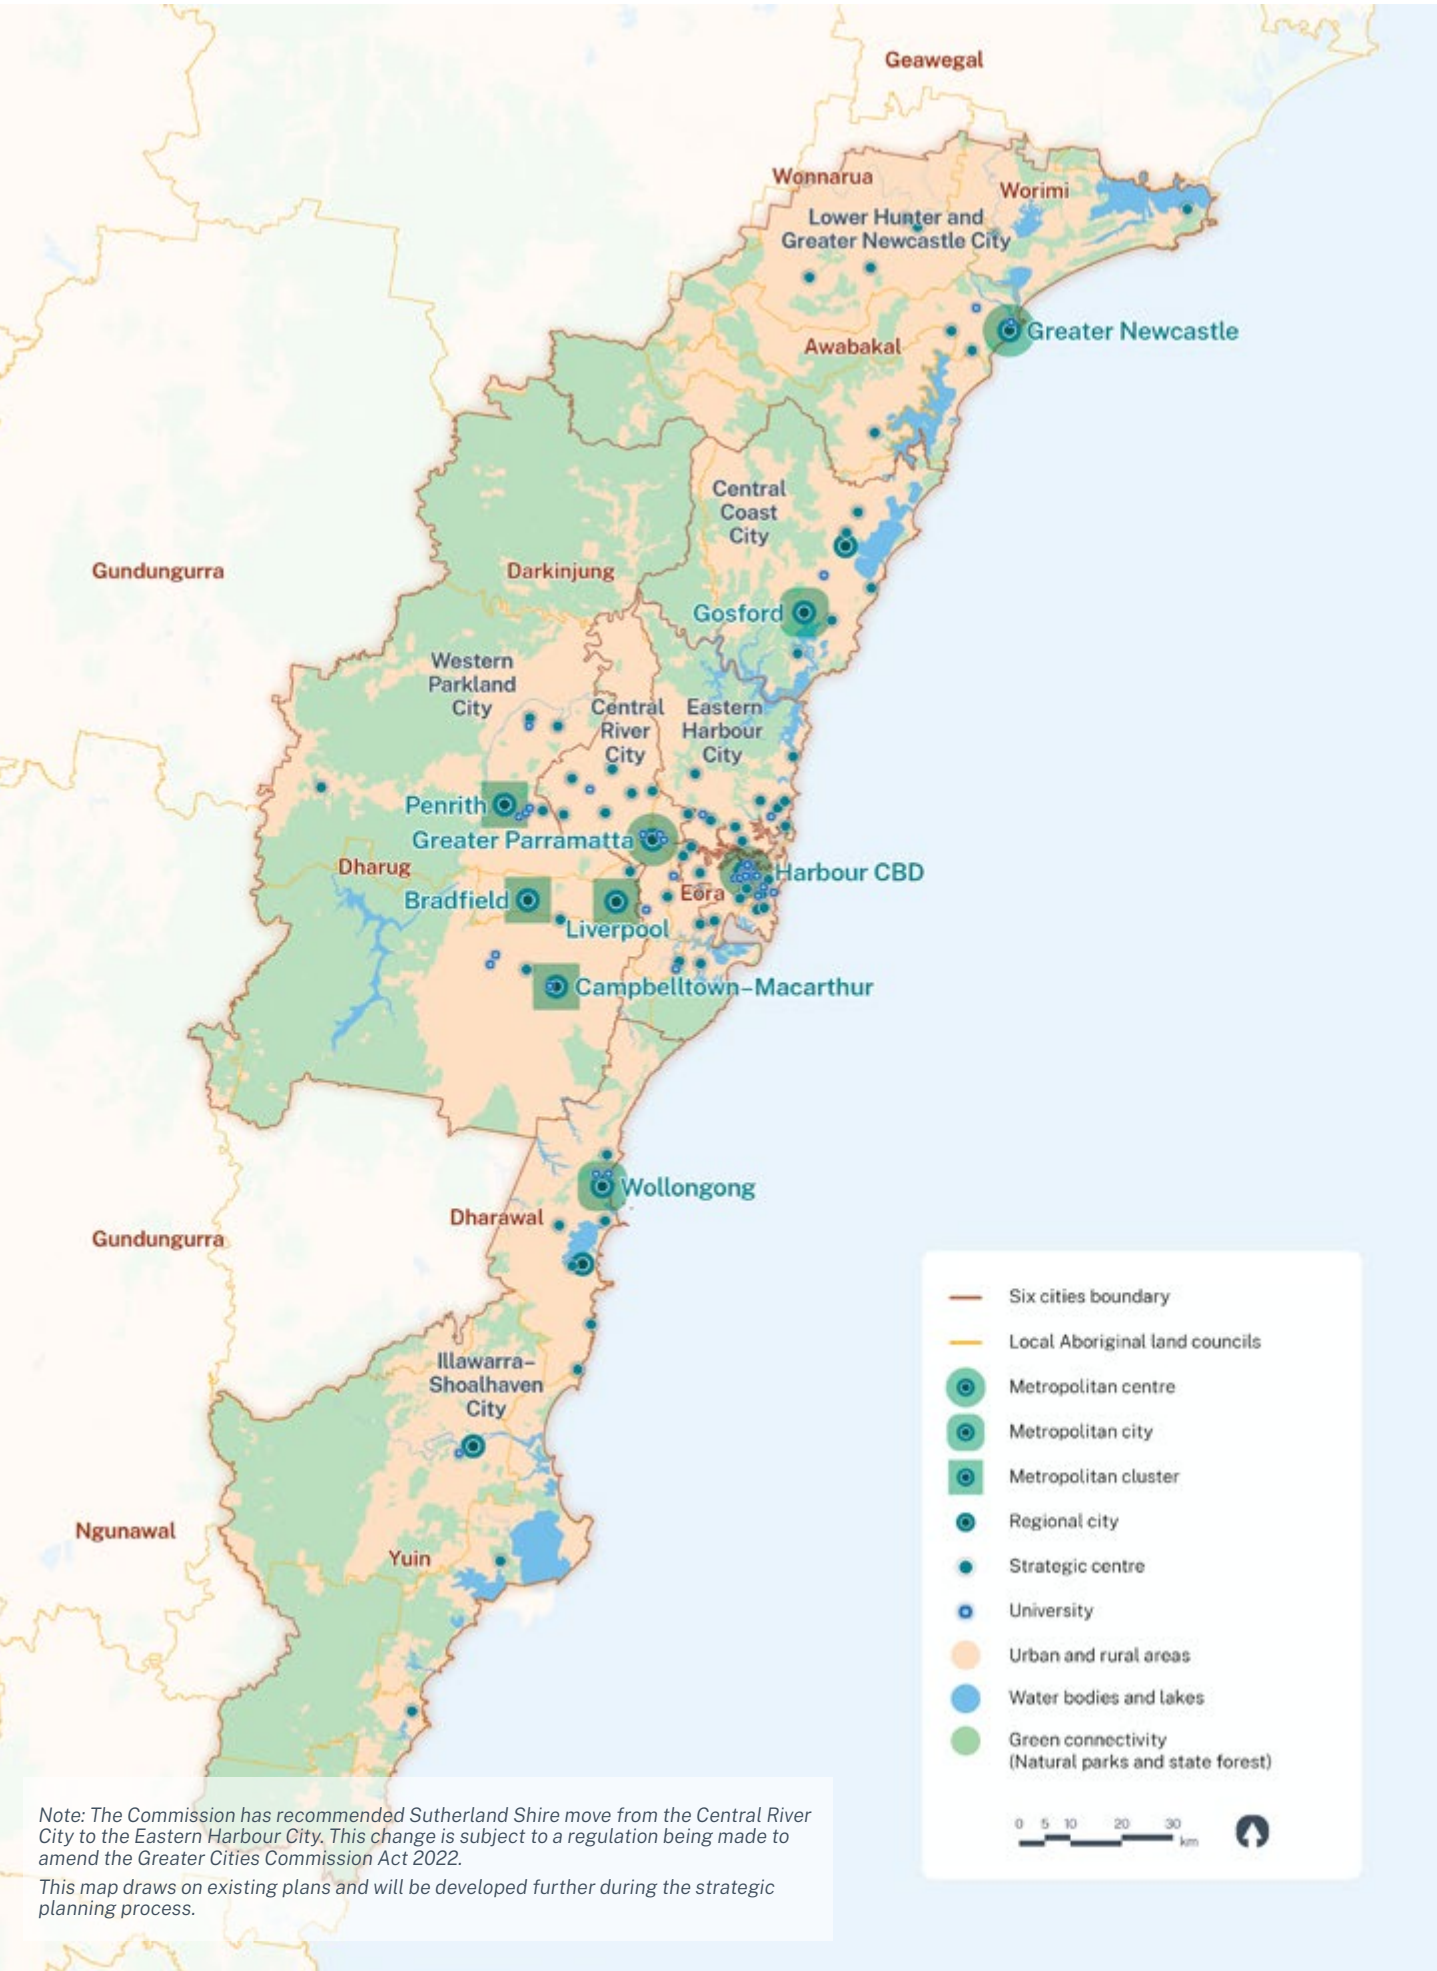 Geawegal
Wonnarua
Worimi
Lower Hunter and
Greater Newcastle City
Greater Newcastle
Awabakal
Central
Coast
City
Gundungurra
Darkinjung
Gosford
Western
Parkland
City
Central
River
City
Eastern
Harbour
City
Penrith
Greater Parramatta
Dharug
Harbour CBD
Bradfield
Eora
Liverpool
Campbelltown–Macarthur
Wollongong
Dharawal
Gundungurra
Illawarra–
Shoalhaven
City
Ngunawal
Yuin
Six cities boundary
Local Aboriginal land councils
Metropolitan centre
Metropolitan city
Metropolitan cluster
Regional city
Strategic centre
University
Urban and rural areas
Water bodies and lakes
Green connectivity
(Natural parks and state forest)
0 5 10 20 30
km
Note: The Commission has recommended Sutherland Shire move from the Central River
City to the Eastern Harbour City. This change is subject to a regulation being made to
amend the Greater Cities Commission Act 2022.
This map draws on existing plans and will be developed further during the strategic
planning process.